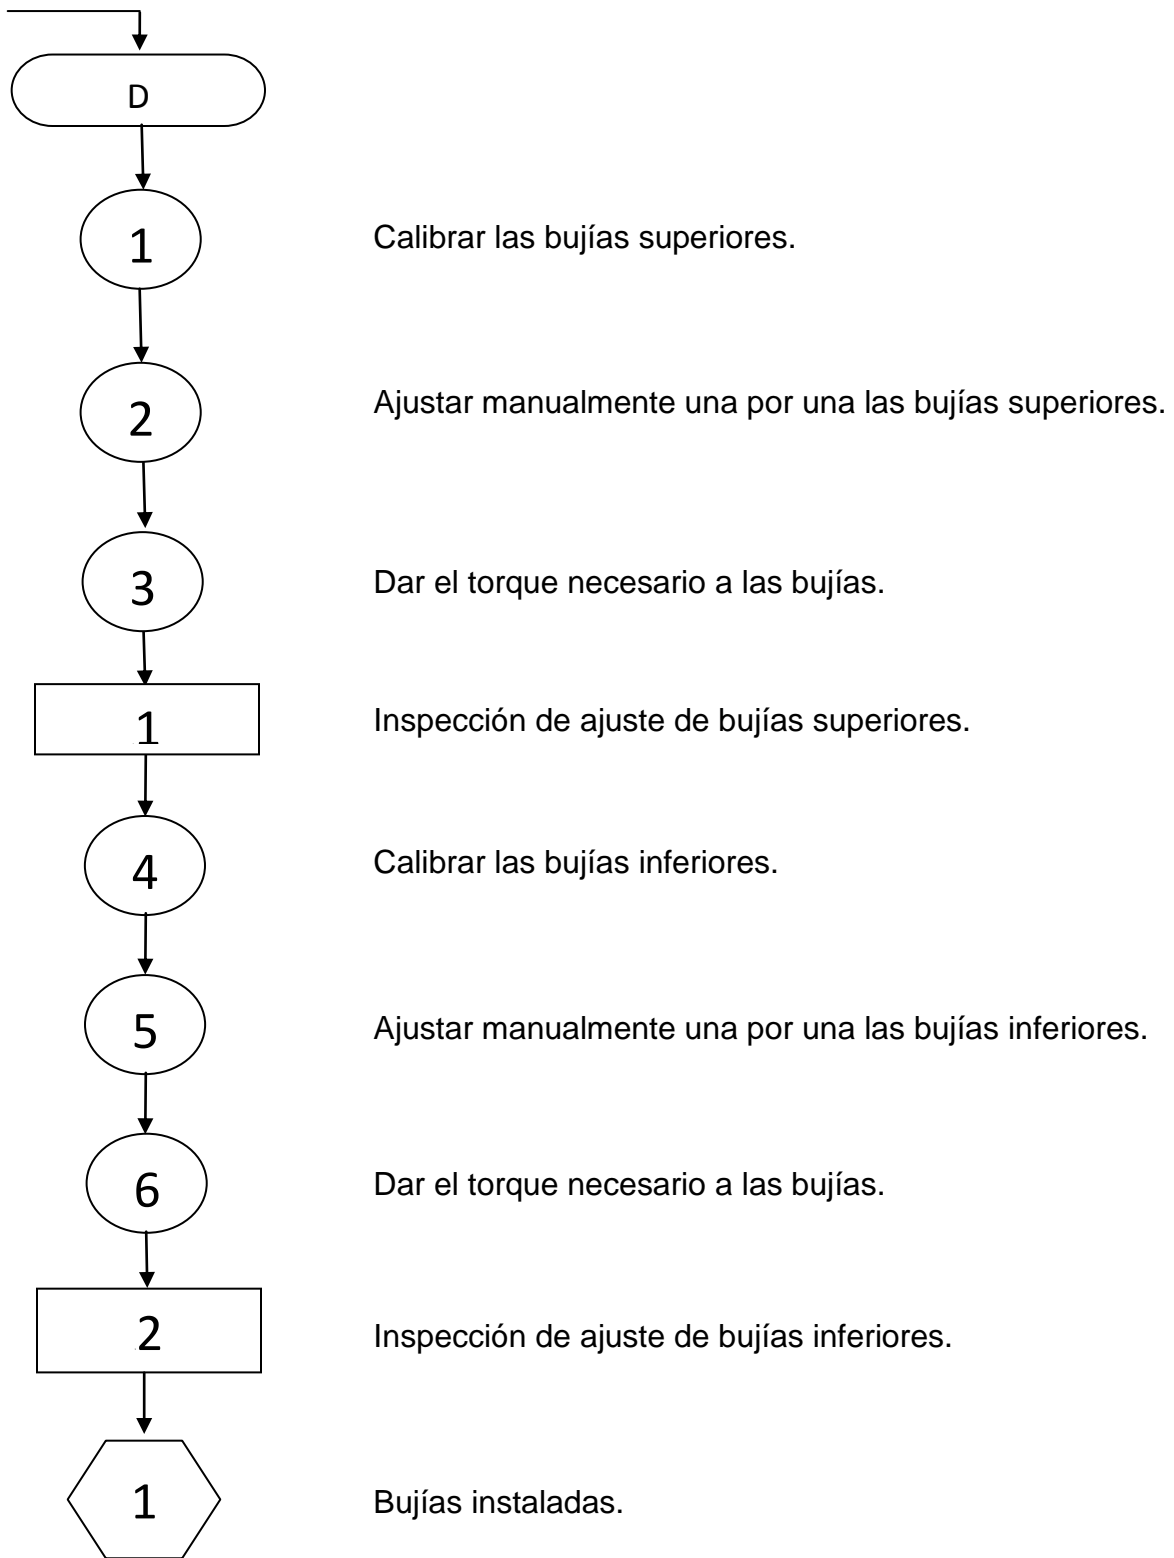 D
1
Calibrar las bujías superiores.
2
Ajustar manualmente una por una las bujías superiores.
3
Dar el torque necesario a las bujías.
1
Inspección de ajuste de bujías superiores.
4
Calibrar las bujías inferiores.
5
Ajustar manualmente una por una las bujías inferiores.
6
Dar el torque necesario a las bujías.
2
Inspección de ajuste de bujías inferiores.
1
Bujías instaladas.